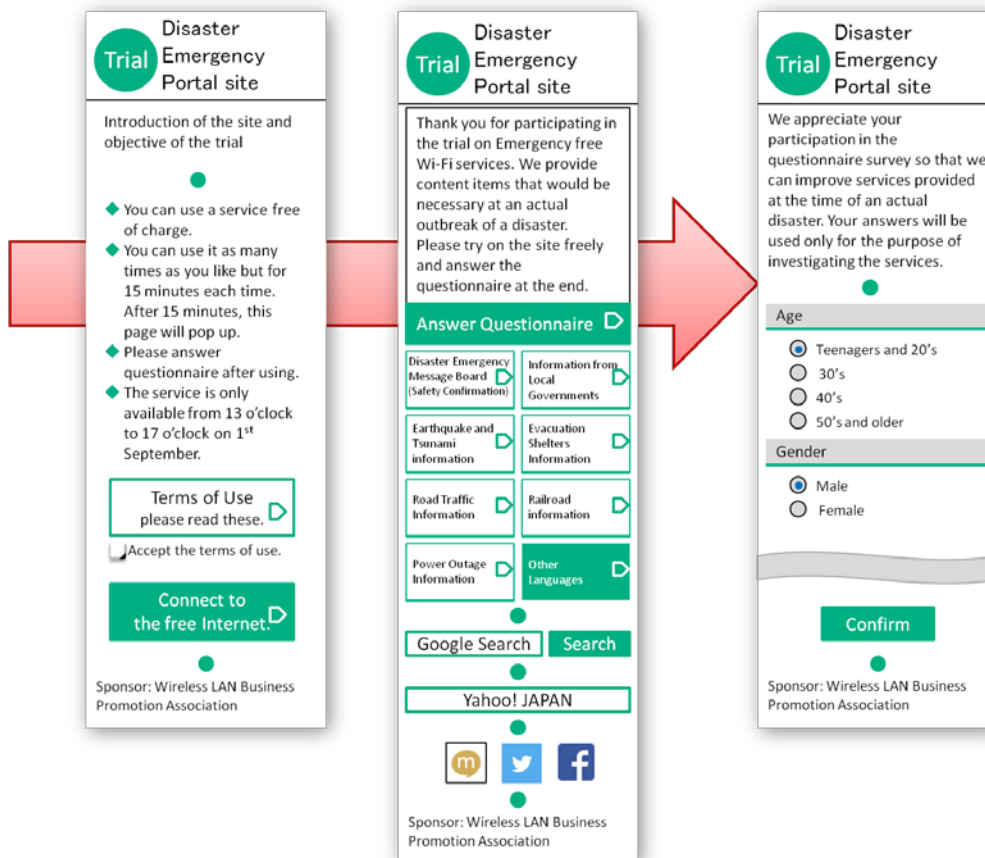 Trial
Disaster
Emergency
Portal site
Introduction of the site and
objective of the trial
You can use a service free
of charge.
You can use it as many
times as you like but for
15 minutes each time.
After 15 minutes, this
page will pop up.
Please answer
questionnaire after using.
The service is only
available from 13 o'clock
to 17 o'clock on 1st
September.
Terms of Use
please read these.
Accept the terms of use.
Connect to
the free Internet.
Sponsor: Wireless LAN Business
Promotion Association
Trial
Disaster
Emergency
Portal site
Thank you for participating in
the trial on Emergency free
Wi-Fi services. We provide
content items that would be
necessary at an actual
outbreak of a disaster.
Please try on the site freely
and answer the
questionnaire at the end.
Answer Questionnaire
Disaster Emergency
Message Board
(Safety Confirmation)
Information from
Local
Governments
Earthquake and
Tsunami
information
Evacuation
Shelters
Information
Road Traffic
Information
Railroad
information
Power Outage
Information
Other
Languages
Google Search
Search
Yahoo! JAPAN
m
f
Sponsor: Wireless LAN Business
Promotion Association
Trial
Disaster
Emergency
Portal site
We appreciate your
participation in the
questionnaire survey so that we
can improve services provided
at the time of an actual
disaster. Your answers will be
used only for the purpose of
investigating the services.
Age
Teenagers and 20's
30's
40's
50's and older
Gender
Male
Female
Confirm
Sponsor: Wireless LAN Business
Promotion Association